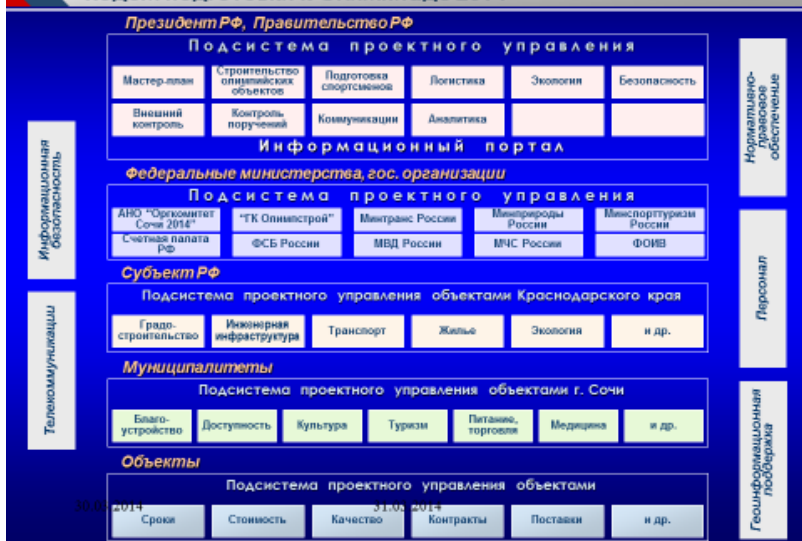 Президент РФ, Правительство РФ
Подсистема проектного управления
Мастер-план
Строительство
олимпийских
объектов
Подготовка
спортсменов
Логистика
Экология
Безопасность
Внешний
контроль
Контроль
поручений
Коммуникации
Аналитика
Информационный портал
Федеральные министерства, гос. организации
Подсистема проектного управления
АНО "Оргкомитет
Сочи 2014"
"ГК Олимпстрой"
Минтранс России
Минприроды
России
Минспорттуризм
России
Счетная палата
РФ
ФСБ России
МВД России
МЧС России
ФОИВ
Субъект РФ
Подсистема проектного управления объектами Краснодарского края
Градо-
строительство
Инженерная
инфраструктура
Транспорт
Жилье
Экология
и др.
Муниципалитеты
Подсистема проектного управления объектами г. Сочи
Благо-
устройство
Доступность
Культура
Туризм
Питание,
торговля
Медицина
и др.
Объекты
Подсистема проектного управления объектами
31.03.2014
Сроки
Стоимость
Качество
Контракты
Поставки
и др.
Информационная
безопасность
Телекоммуникации
Нормативно-
правовое
обеспечение
Персонал
Геоинформационная
поддержка